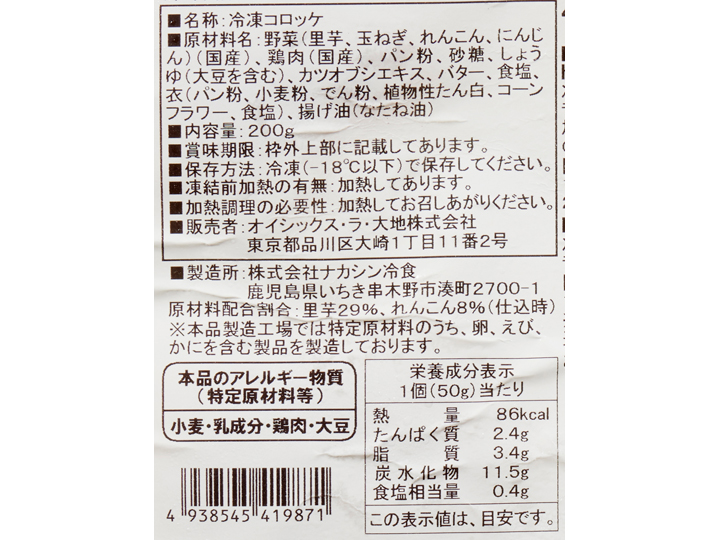 ■名称:冷凍コロッケ
■原材料名:野菜(里芋、玉ねぎ、れんこん、にんじ
ん)(国産)、鶏肉(国産)、パン粉、砂糖、しょう
ゆ(大豆を含む)、カツオブシエキス、バター、食塩、
衣(パン粉、小麦粉、でん粉、植物性たん白、コーン
フラワー、食塩)、揚げ油(なたね油)
■内容量:200g
■賞味期限:枠外上部に記載してあります。
■保存方法:冷凍(-18℃以下)で保存してください。
■凍結前加熱の有無:加熱してあります。
■加熱調理の必要性:加熱してお召しあがりください。
■販売者:オイシックス・ラ・大地株式会社
東京都品川区大崎1丁目11番2号
■製造所:株式会社ナカシン冷食
鹿児島県いちき串木野市湊町2700-1
原材料配合割合:里芋29%、れんこん8%(仕込時)
※本品製造工場では特定原材料のうち、卵、えび、
かにを含む製品を製造しております。
本品のアレルギー物質
(特定原材料等)
小麦・乳成分・鶏肉・大豆
栄養成分表示
1個(50g)当たり
熱量 86kcal
たんぱく質 2.4g
脂質 3.4g
炭水化物 11.5g
食塩相当量 0.4g
この表示値は、目安です。
4 938545 419871